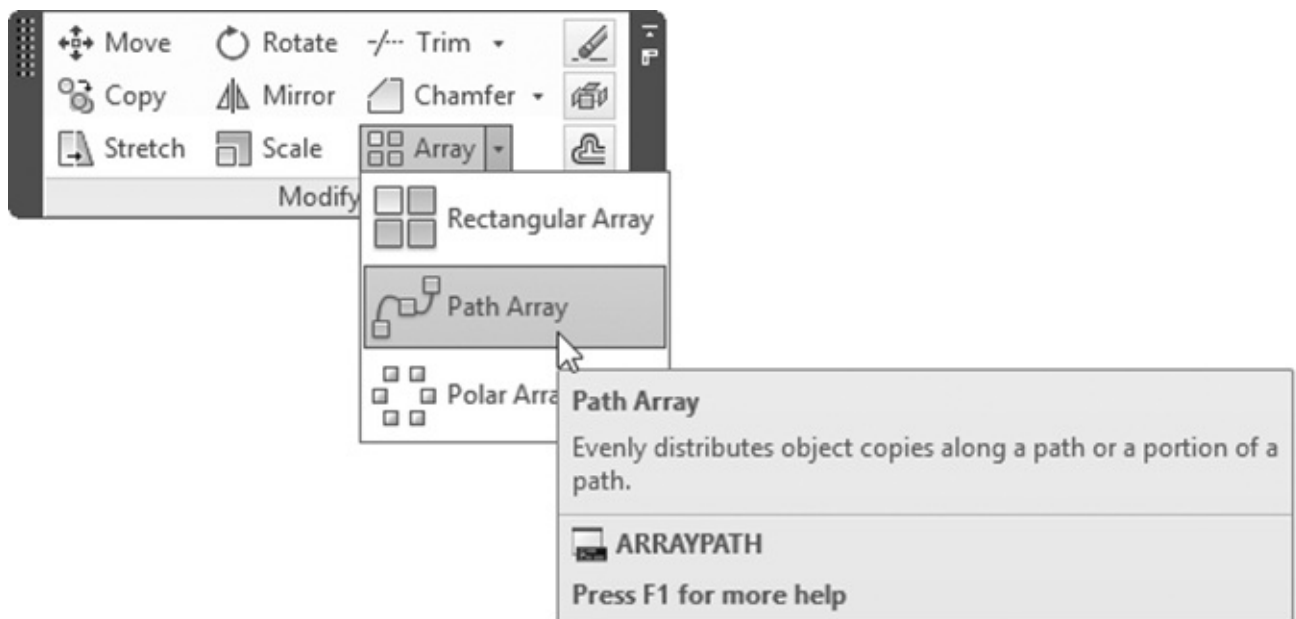 Move Rotate Trim
Copy Mirror Chamfer
Stretch Scale Array
Modify
Rectangular Array
Path Array
Polar Arra
Path Array
Evenly distributes object copies along a path or a portion of a
path.
ARRAYPATH
Press F1 for more help